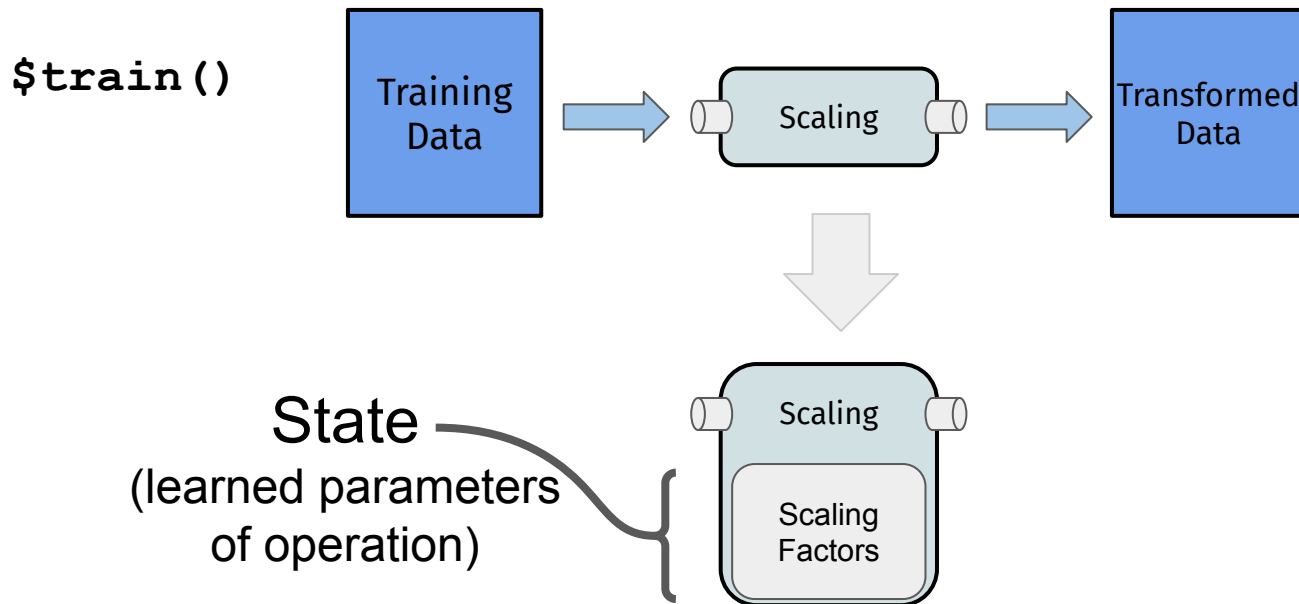 $train()
Training
Data
Scaling
Transformed
Data
State
(learned parameters
of operation)
Scaling
Scaling
Factors